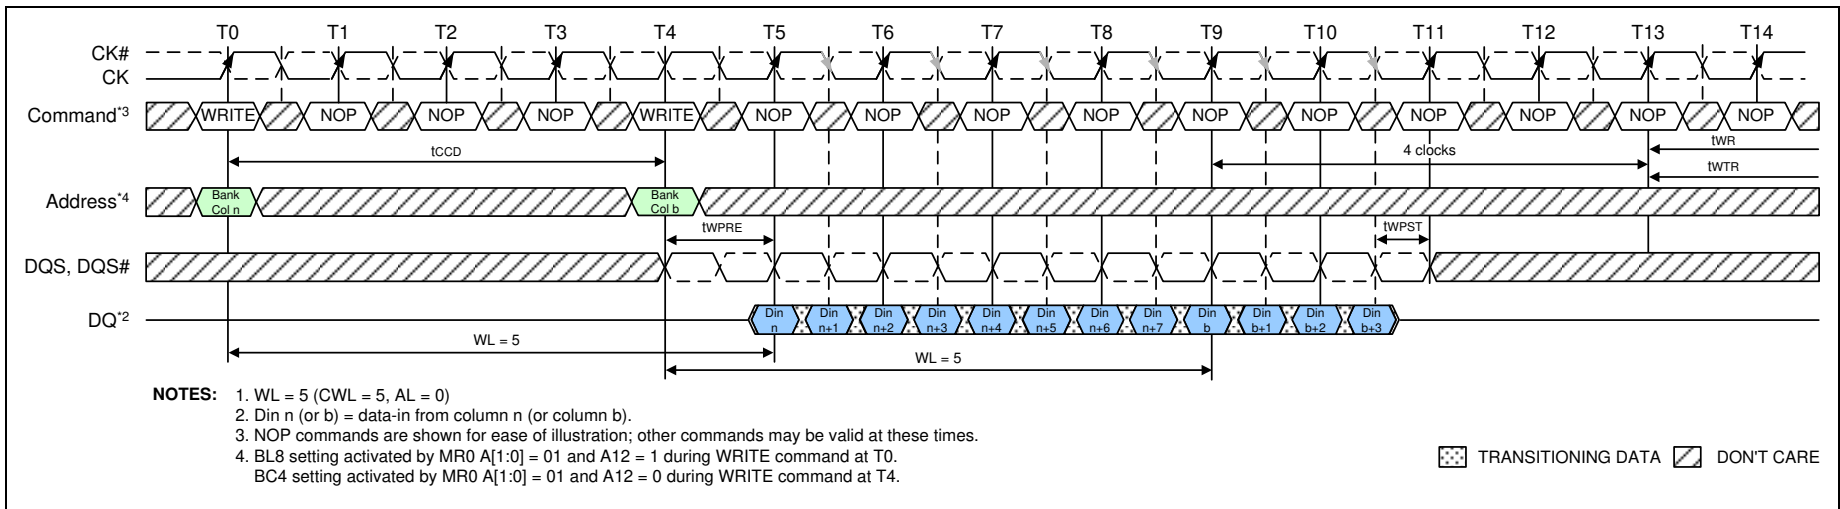 T0 T1 T2 T3 T4 T5 T6 T7 T8 T9 T10 T11 T12 T13 T14
CK#
CK
Command*3 WRITE NOP NOP NOP WRITE NOP NOP NOP NOP NOP NOP NOP NOP NOP NOP
tCCD 4 clocks tWR
tWTR
Address*4 Bank Col n Bank Col b
tWPRE tWPST
DQS, DQS#
DQ*2 Din n Din n+1 Din n+2 Din n+3 Din n+4 Din n+5 Din n+6 Din n+7 Din b Din b+1 Din b+2 Din b+3
WL = 5
WL = 5
NOTES: 1. WL = 5 (CWL = 5, AL = 0)
2. Din n (or b) = data-in from column n (or column b).
3. NOP commands are shown for ease of illustration; other commands may be valid at these times.
4. BL8 setting activated by MR0 A[1:0] = 01 and A12 = 1 during WRITE command at T0.
BC4 setting activated by MR0 A[1:0] = 01 and A12 = 0 during WRITE command at T4.
TRANSITIONING DATA DON'T CARE